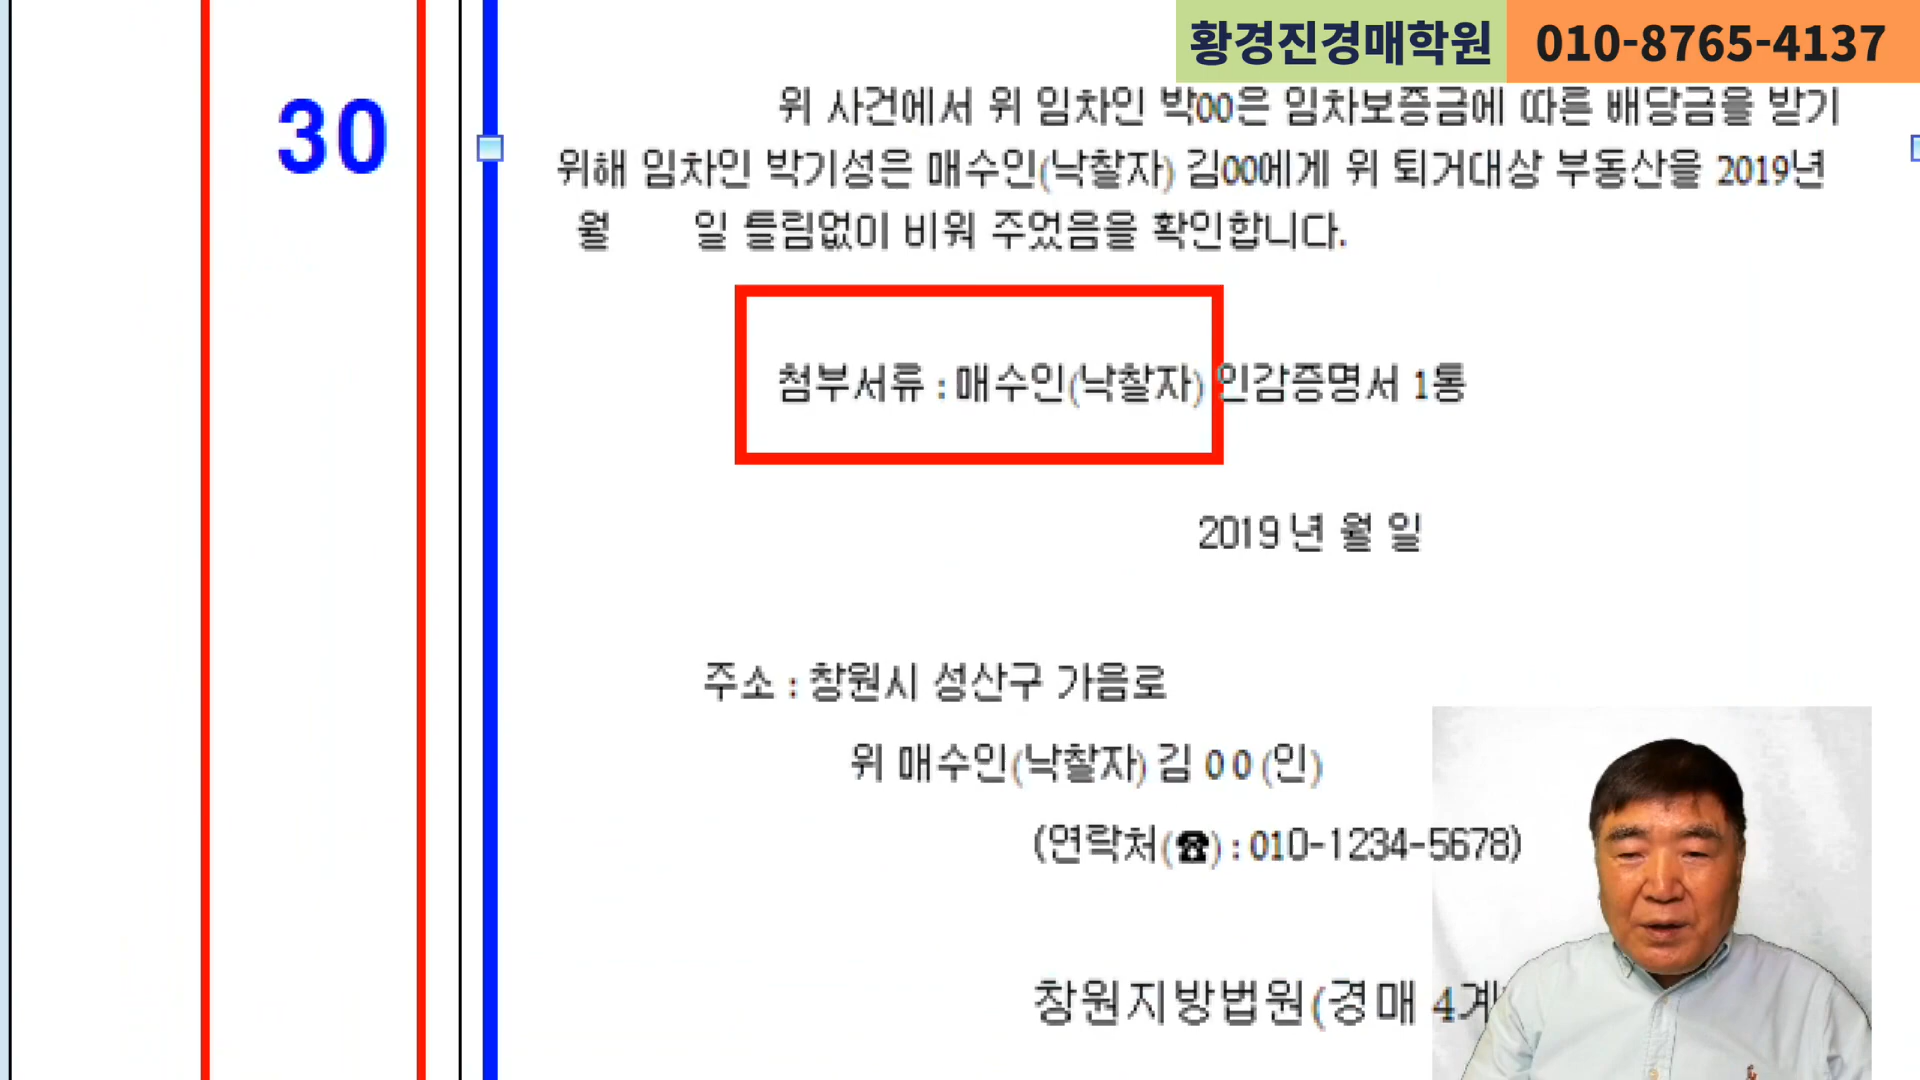 황경진경매학원 010-8765-4137
30
위 사건에서 위 임차인 박00은 임차보증금에 따른 배당금을 받기
위해 임차인 박기성은 매수인(낙찰자) 김00에게 위 퇴거대상 부동산을 2019년
월 일 틀림없이 비워 주었음을 확인합니다.
첨부서류 : 매수인(낙찰자) 인감증명서 1통
2019 년 월 일
주소 : 창원시 성산구 가음로
위 매수인(낙찰자) 김 0 0 (인)
(연락처(☎) : 010-1234-5678)
창원지방법원(경매 4계